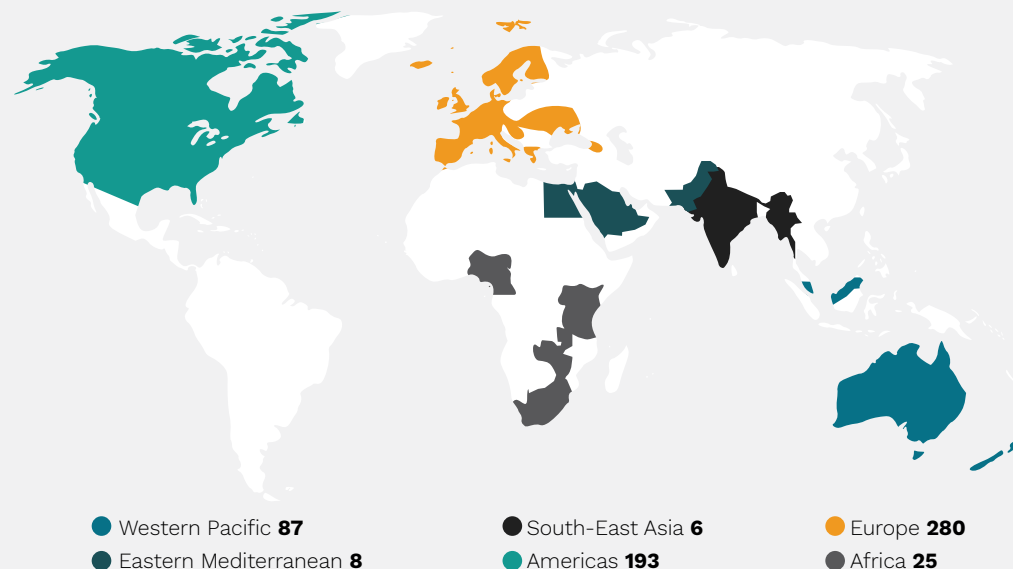 Western Pacific 87
South-East Asia 6
Europe 280
Eastern Mediterranean 8
Americas 193
Africa 25